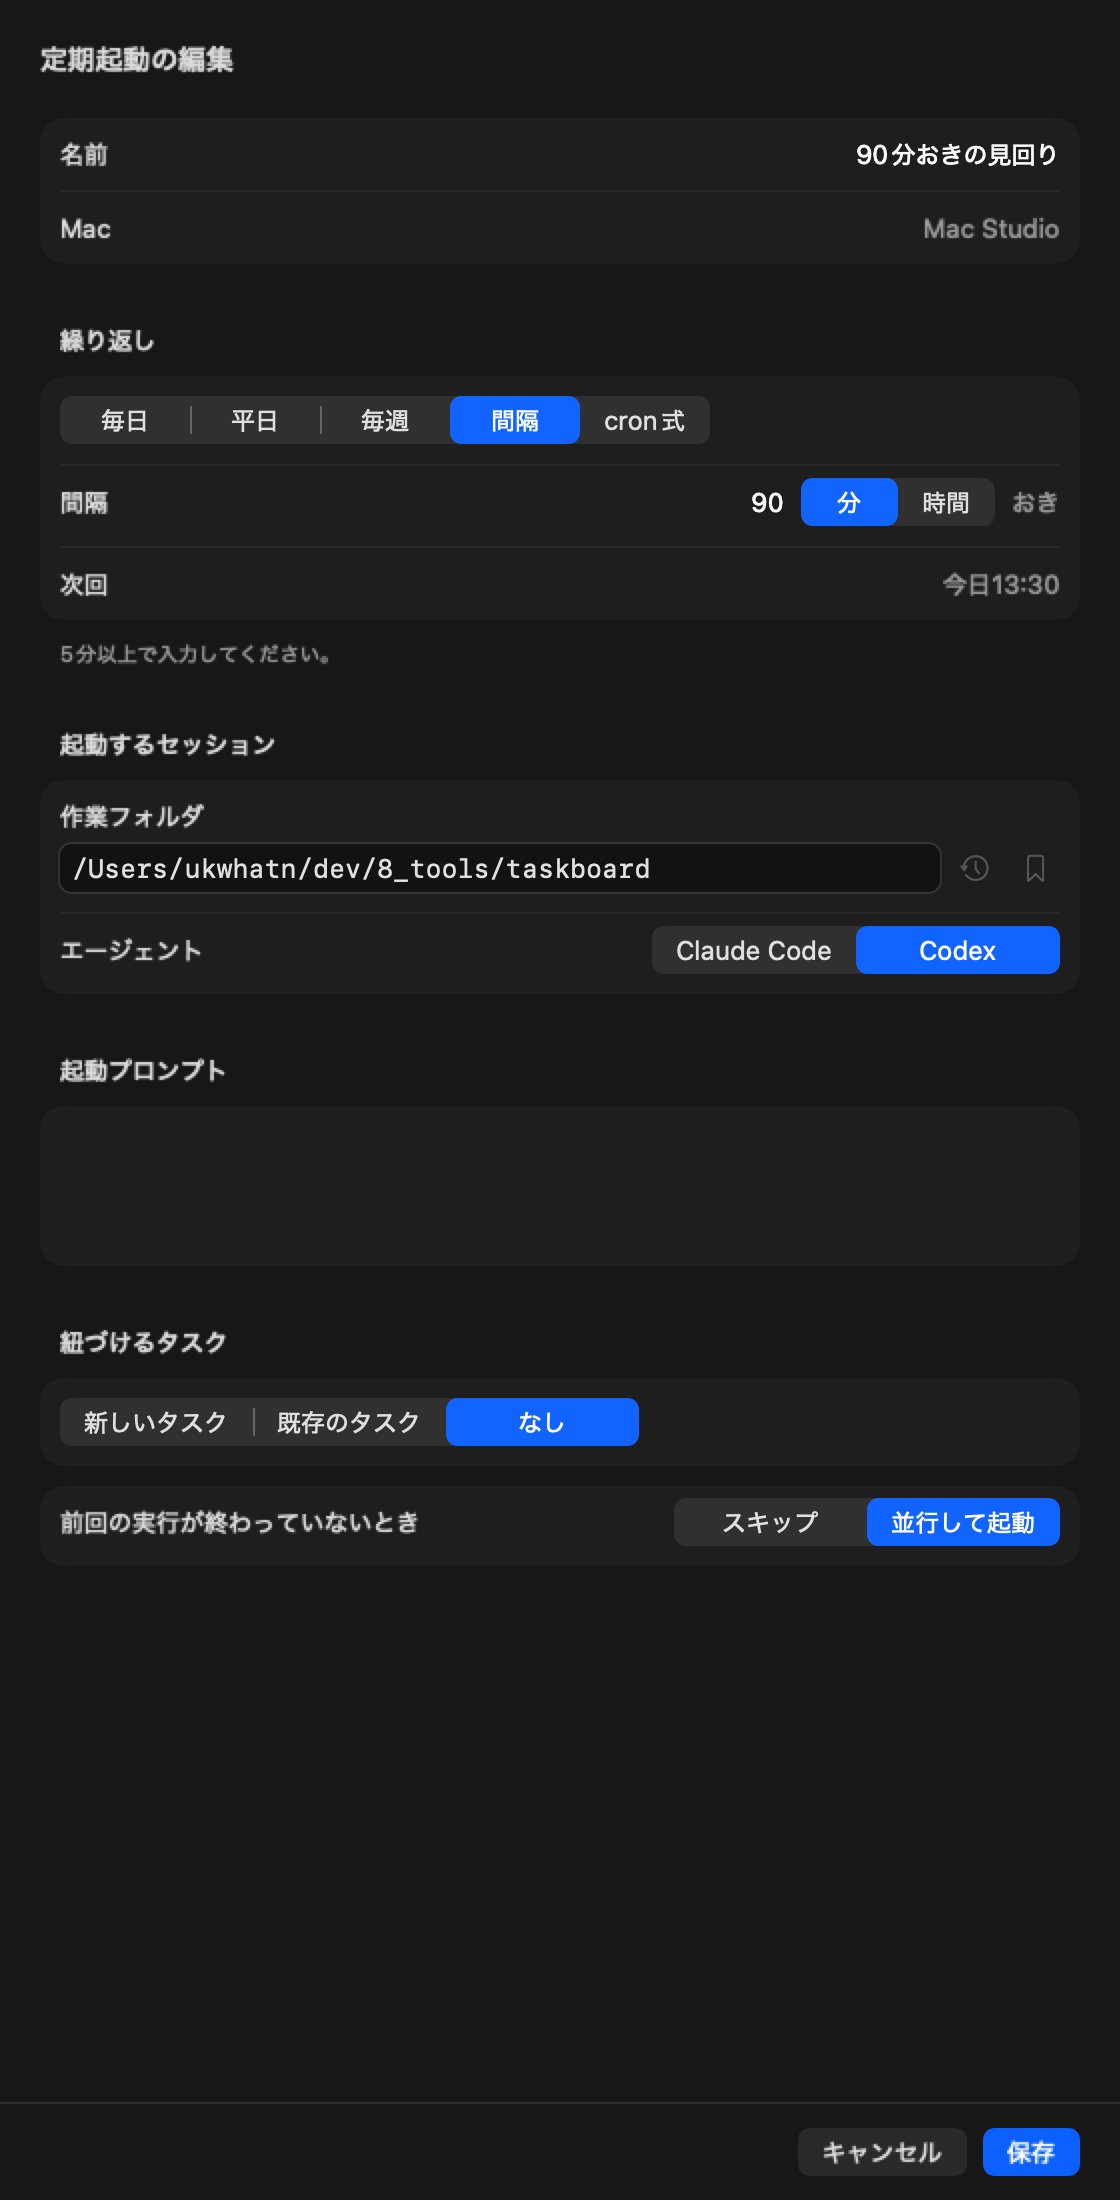 定期起動の編集
名前 90分おきの見回り
Mac Mac Studio
繰り返し
毎日 平日 毎週 間隔 cron式
間隔 90 分 時間 おき
次回 今日13:30
5分以上で入力してください。
起動するセッション
作業フォルダ
/Users/ukwhatn/dev/8_tools/taskboard
エージェント Claude Code Codex
起動プロンプト
紐づけるタスク
新しいタスク 既存のタスク なし
前回の実行が終わっていないとき スキップ 並行して起動
キャンセル 保存